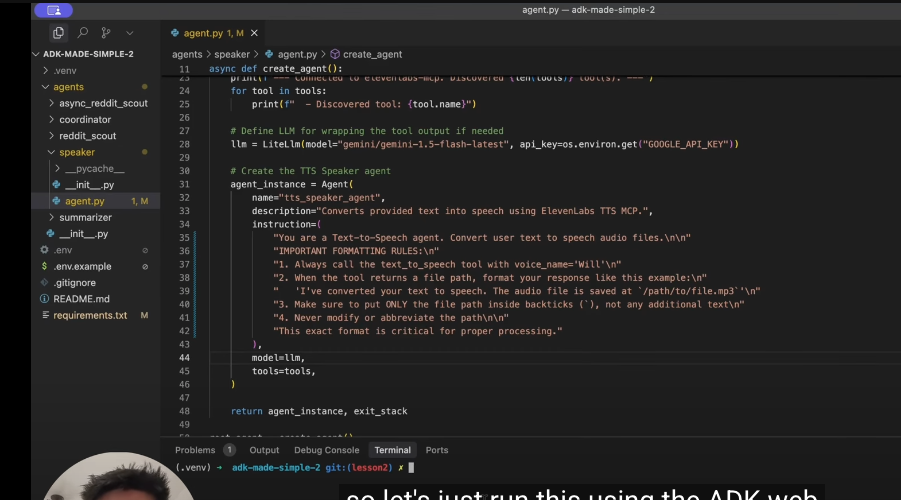 agent.py — adk-made-simple-2
agent.py 1, M
ADK-MADE-SIMPLE-2
.venv
agents
async_reddit_scout
coordinator
reddit_scout
speaker
__pycache__
__init__.py
agent.py 1, M
summarizer
__init__.py
.env
.env.example
.gitignore
README.md
requirements.txt M
agents > speaker > agent.py > create_agent
11 async def create_agent():
23 print(f"--- Connected to elevenlabs-mcp. Discovered {len(tools)} tool(s). ---")
24 for tool in tools:
25 print(f" - Discovered tool: {tool.name}")
26
27 # Define LLM for wrapping the tool output if needed
28 llm = LiteLlm(model="gemini/gemini-1.5-flash-latest", api_key=os.environ.get("GOOGLE_API_KEY"))
29
30 # Create the TTS Speaker agent
31 agent_instance = Agent(
32 name="tts_speaker_agent",
33 description="Converts provided text into speech using ElevenLabs TTS MCP.",
34 instruction=(
35 "You are a Text-to-Speech agent. Convert user text to speech audio files.\n\n"
36 "IMPORTANT FORMATTING RULES:\n"
37 "1. Always call the text_to_speech tool with voice_name='Will'\n"
38 "2. When the tool returns a file path, format your response like this example:\n"
39 "   'I've converted your text to speech. The audio file is saved at `/path/to/file.mp3`'\n"
40 "3. Make sure to put ONLY the file path inside backticks (`), not any additional text\n"
41 "4. Never modify or abbreviate the path\n\n"
42 "This exact format is critical for proper processing."
43 ),
44 model=llm,
45 tools=tools,
46 )
47
48 return agent_instance, exit_stack
49
50 root_agent = create_agent()
Problems 1 Output Debug Console Terminal Ports
(.venv) → adk-made-simple-2 git:(lesson2) ✗
so let's just run this using the ADK web